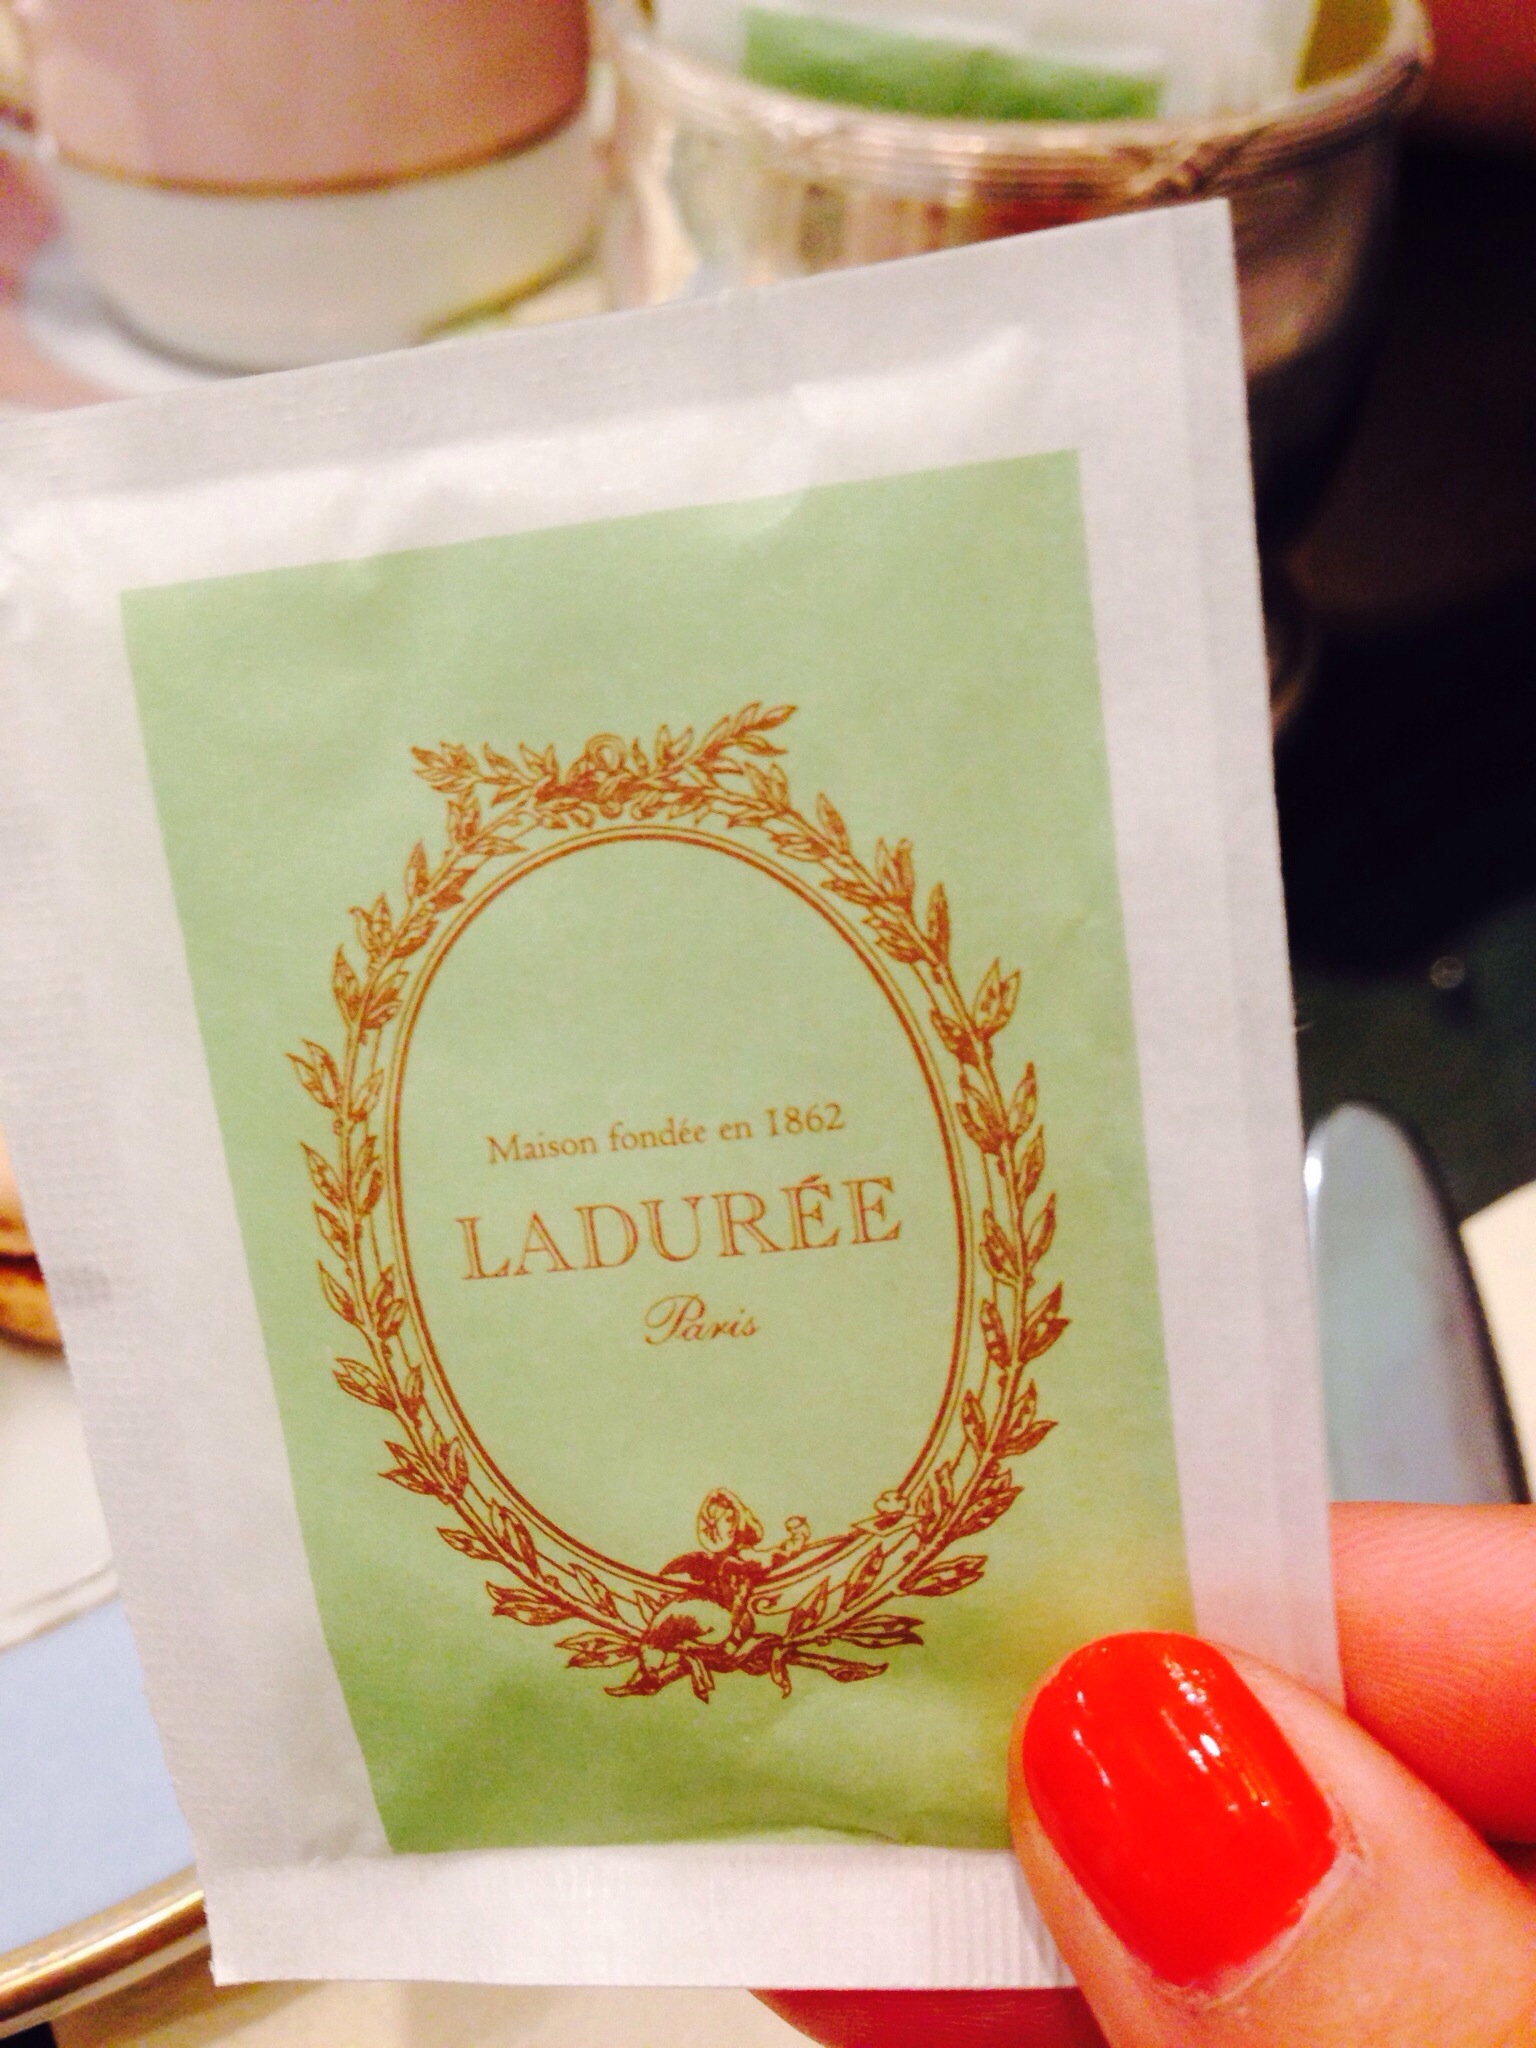 Maison fondée en 1862
LADURÉE
Paris